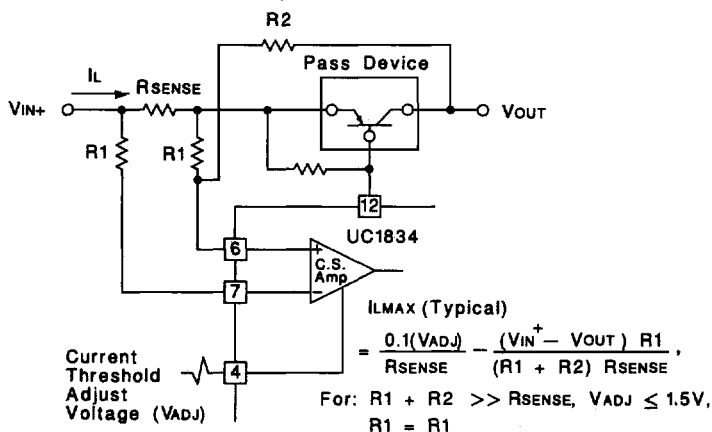 R2
Pass Device
IL
RSENSE
VIN+
VOUT
R1
R1
12
UC1834
6
+
C.S.
Amp
7
−
ILMAX (Typical)
= 0.1(VADJ) / RSENSE − (VIN+ − VOUT) R1 / (R1 + R2) RSENSE ,
Current
Threshold
Adjust
Voltage (VADJ)
4
For: R1 + R2 >> RSENSE, VADJ ≤ 1.5V,
R1 = R1